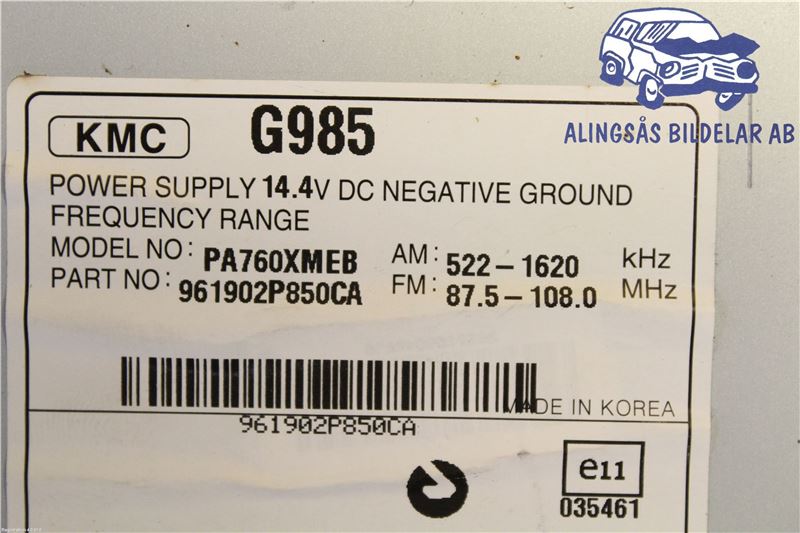 ALINGSÅS BILDELAR AB
KMC
G985
POWER SUPPLY 14.4V DC NEGATIVE GROUND
FREQUENCY RANGE
MODEL NO: PA760XMEB AM: 522-1620 kHz
PART NO: 961902P850CA FM: 87.5-108.0 MHz
MADE IN KOREA
961902P850CA
e11
035461